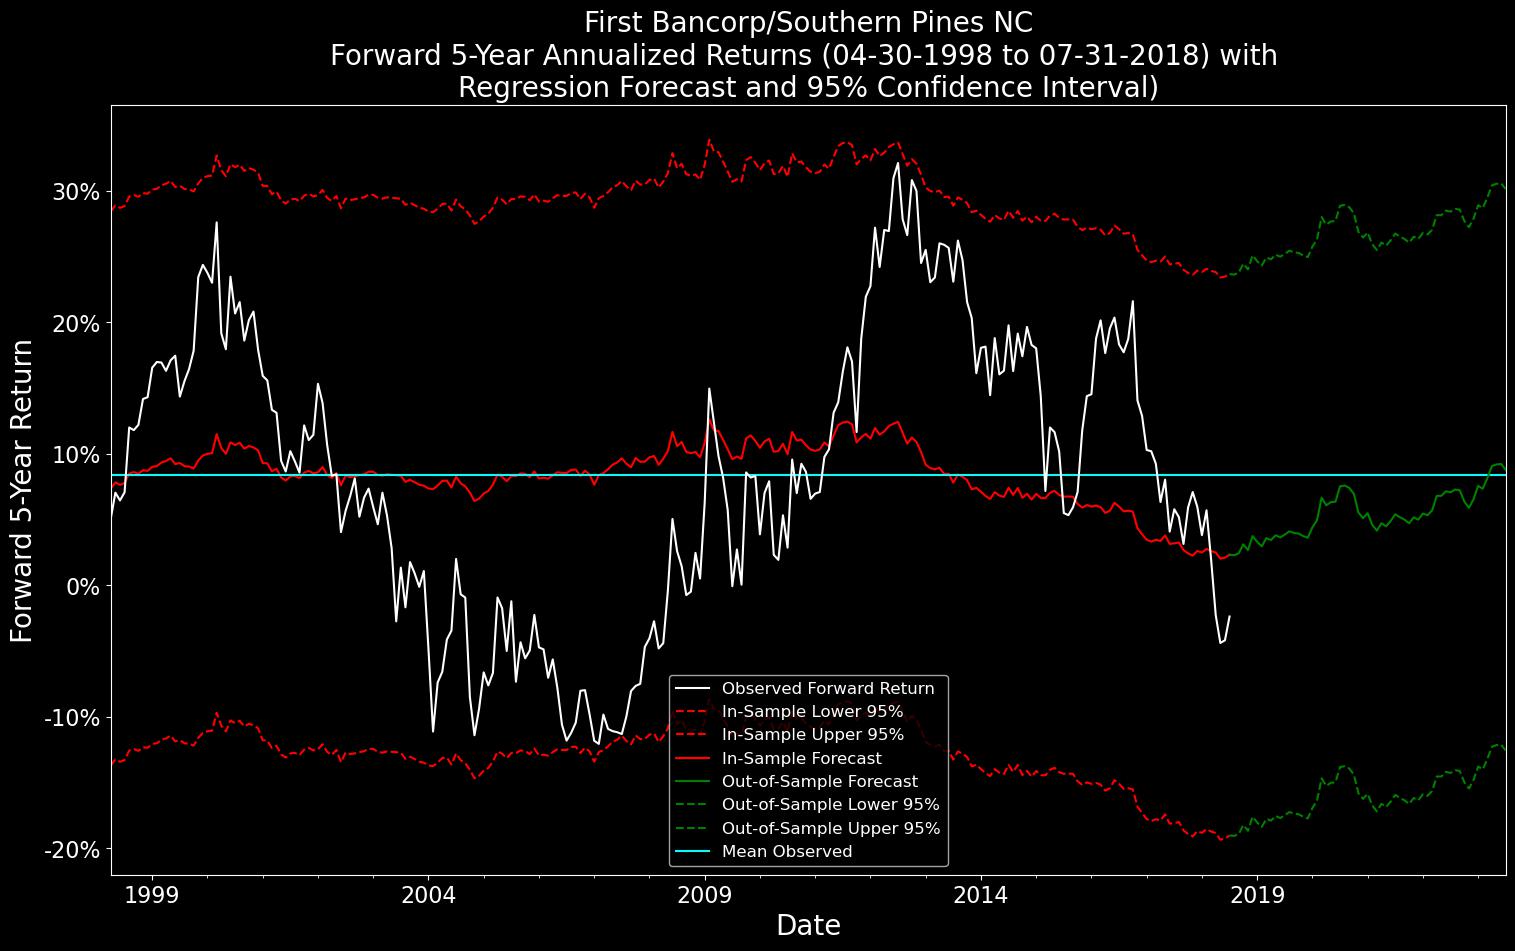 First Bancorp/Southern Pines NC
Forward 5-Year Annualized Returns (04-30-1998 to 07-31-2018) with
Regression Forecast and 95% Confidence Interval)
Forward 5-Year Return
30%
20%
10%
0%
-10%
-20%
Observed Forward Return
In-Sample Lower 95%
In-Sample Upper 95%
In-Sample Forecast
Out-of-Sample Forecast
Out-of-Sample Lower 95%
Out-of-Sample Upper 95%
Mean Observed
1999 2004 2009 2014 2019
Date